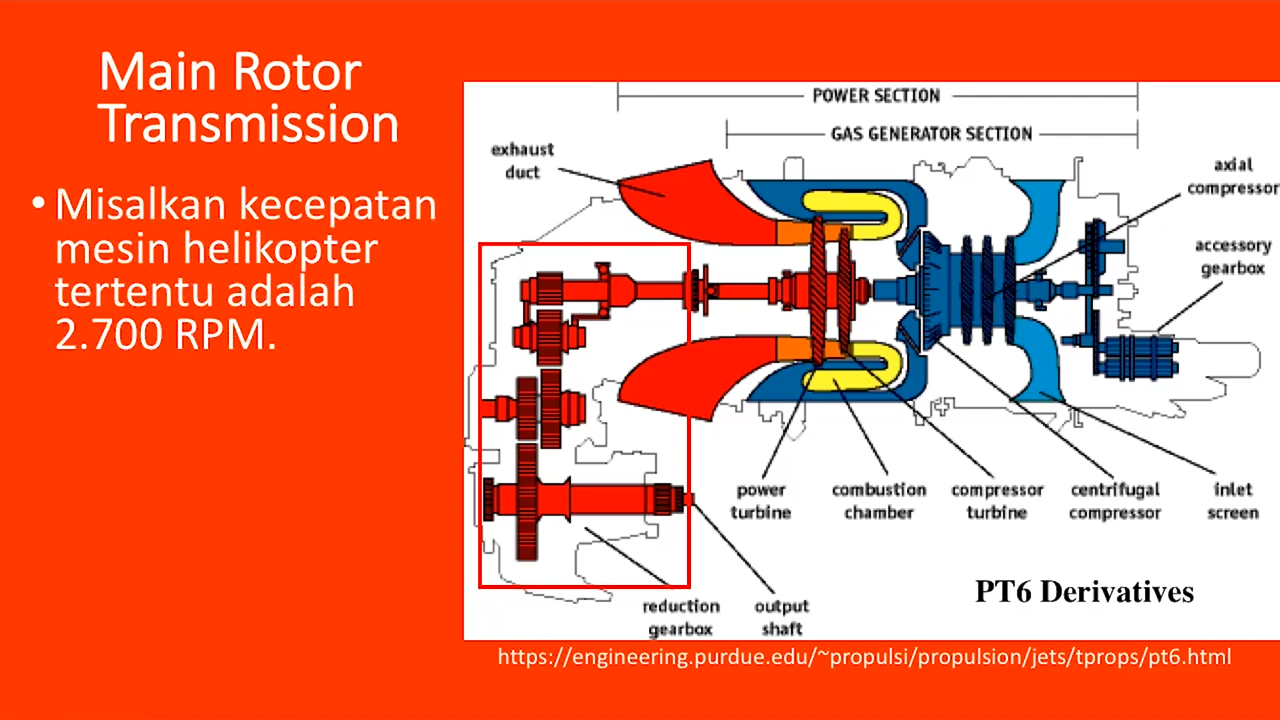 Main Rotor
Transmission
• Misalkan kecepatan
mesin helikopter
tertentu adalah
2.700 RPM.
POWER SECTION
GAS GENERATOR SECTION
exhaust
duct
axial
compressor
accessory
gearbox
power
turbine
combustion
chamber
compressor
turbine
centrifugal
compressor
inlet
screen
PT6 Derivatives
reduction
gearbox
output
shaft
https://engineering.purdue.edu/~propulsi/propulsion/jets/tprops/pt6.html